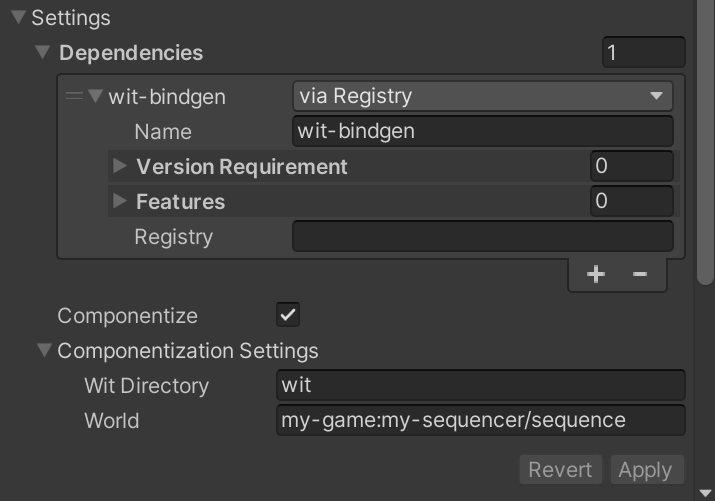 Settings
Dependencies 1
wit-bindgen via Registry
Name wit-bindgen
Version Requirement 0
Features 0
Registry
Componentize
Componentization Settings
Wit Directory wit
World my-game:my-sequencer/sequence
Revert Apply